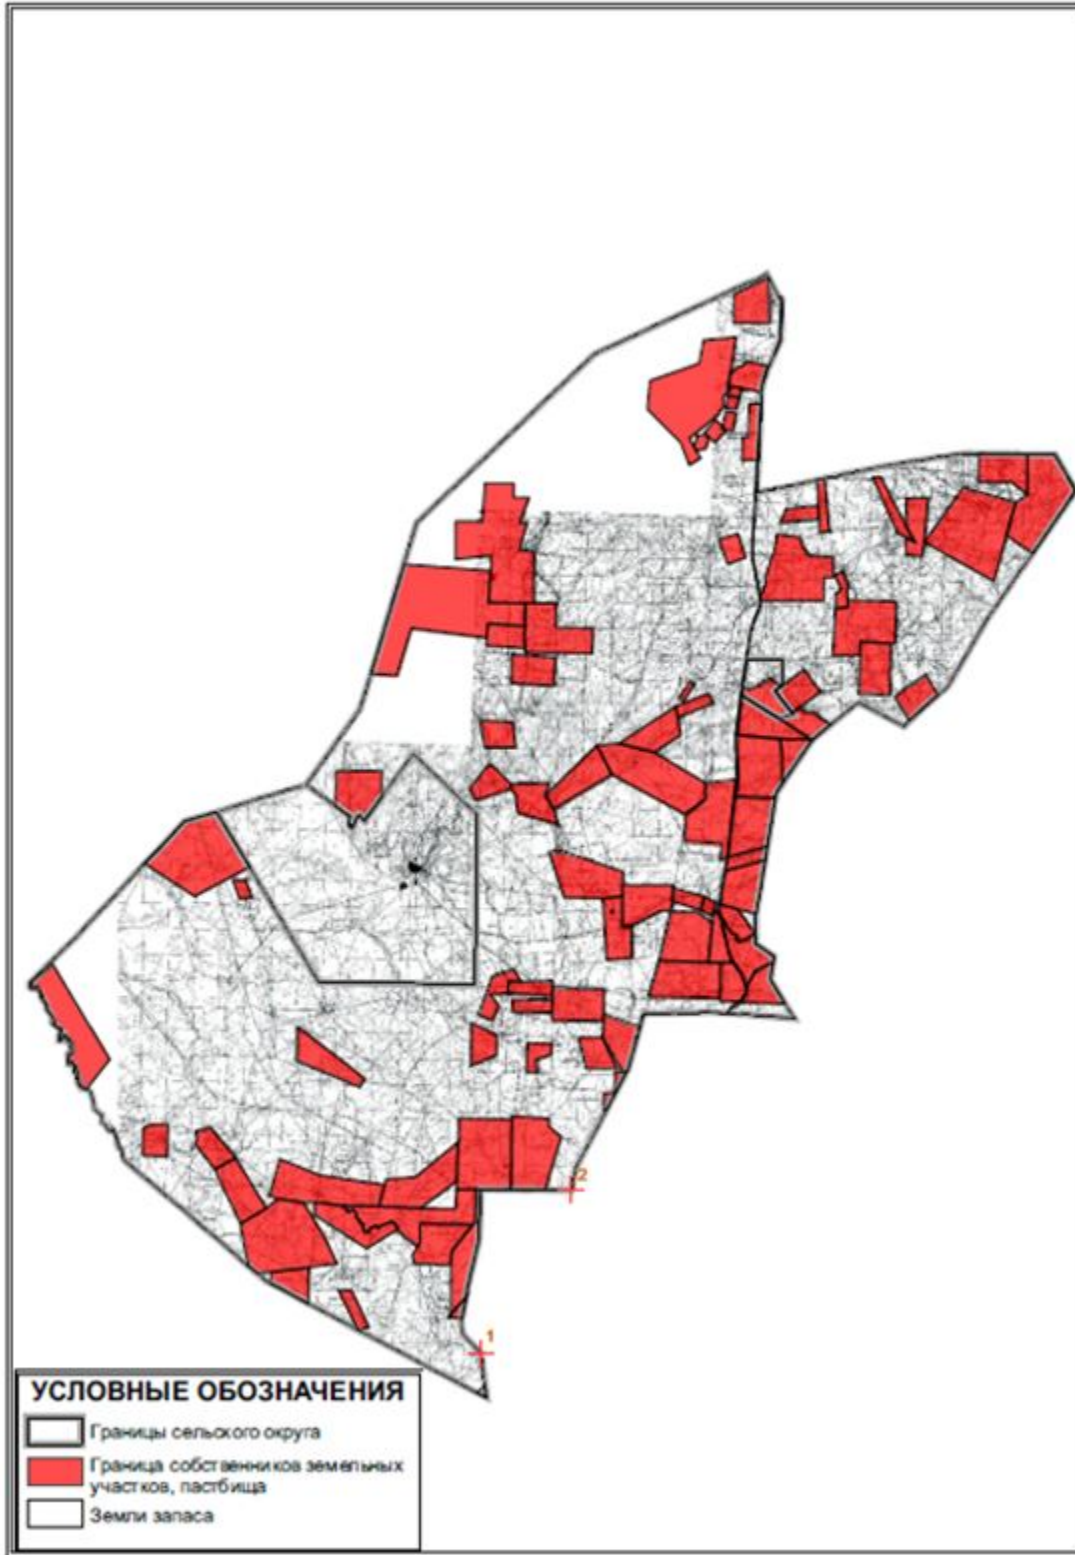 2
1
УСЛОВНЫЕ ОБОЗНАЧЕНИЯ
Границы сельского округа
Граница собственников земельных
участков, пастбища
Земли запаса